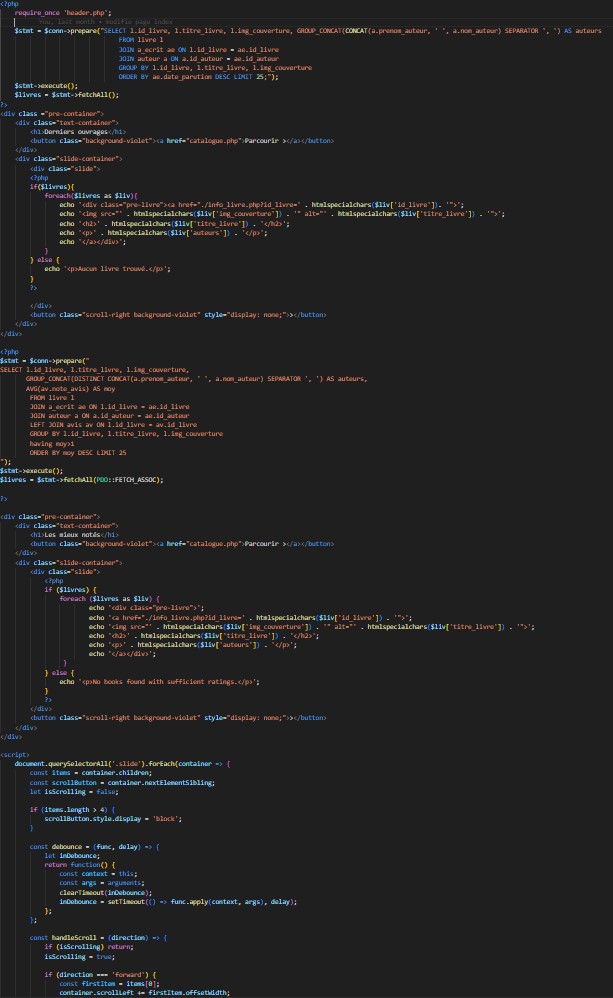 <?php
require_once 'header.php';
You, last month • modifie page index
$stmt = $conn->prepare("SELECT l.id_livre, l.titre_livre, l.img_couverture, GROUP_CONCAT(CONCAT(a.prenom_auteur, ' ', a.nom_auteur) SEPARATOR ', ') AS auteurs
FROM livre l
JOIN a_ecrit ae ON l.id_livre = ae.id_livre
JOIN auteur a ON a.id_auteur = ae.id_auteur
GROUP BY l.id_livre, l.titre_livre, l.img_couverture
ORDER BY ae.date_parution DESC LIMIT 25;");
$stmt->execute();
$livres = $stmt->fetchAll();
?>
<div class ="pre-container">
<div class="text-container">
<h1>Derniers ouvrages</h1>
<button class="background-violet"><a href="catalogue.php">Parcourir ></a></button>
</div>
<div class="slide-container">
<div class="slide">
<?php
if($livres){
foreach($livres as $liv){
echo '<div class="pre-livre"><a href="./info_livre.php?id_livre=' . htmlspecialchars($liv['id_livre']). '">';
echo '<img src="' . htmlspecialchars($liv['img_couverture']) . '" alt="' . htmlspecialchars($liv['titre_livre']) . '">';
echo '<h2>' . htmlspecialchars($liv['titre_livre']) . '</h2>';
echo '<p>' . htmlspecialchars($liv['auteurs']) . '</p>';
echo '</a></div>';
}
} else {
echo '<p>Aucun livre trouvé.</p>';
}
?>
</div>
<button class="scroll-right background-violet" style="display: none;">></button>
</div>
</div>
<?php
$stmt = $conn->prepare("
SELECT l.id_livre, l.titre_livre, l.img_couverture,
GROUP_CONCAT(DISTINCT CONCAT(a.prenom_auteur, ' ', a.nom_auteur) SEPARATOR ', ') AS auteurs,
AVG(av.note_avis) AS moy
FROM livre l
JOIN a_ecrit ae ON l.id_livre = ae.id_livre
JOIN auteur a ON a.id_auteur = ae.id_auteur
LEFT JOIN avis av ON l.id_livre = av.id_livre
GROUP BY l.id_livre, l.titre_livre, l.img_couverture
having moy>1
ORDER BY moy DESC LIMIT 25
");
$stmt->execute();
$livres = $stmt->fetchAll(PDO::FETCH_ASSOC);
?>
<div class="pre-container">
<div class="text-container">
<h1>Les mieux notés</h1>
<button class="background-violet"><a href="catalogue.php">Parcourir ></a></button>
</div>
<div class="slide-container">
<div class="slide">
<?php
if ($livres) {
foreach ($livres as $liv) {
echo '<div class="pre-livre">';
echo '<a href="./info_livre.php?id_livre=' . htmlspecialchars($liv['id_livre']) . '">';
echo '<img src="' . htmlspecialchars($liv['img_couverture']) . '" alt="' . htmlspecialchars($liv['titre_livre']) . '">';
echo '<h2>' . htmlspecialchars($liv['titre_livre']) . '</h2>';
echo '<p>' . htmlspecialchars($liv['auteurs']) . '</p>';
echo '</a></div>';
}
} else {
echo '<p>No books found with sufficient ratings.</p>';
}
?>
</div>
<button class="scroll-right background-violet" style="display: none;">></button>
</div>
</div>
<script>
document.querySelectorAll('.slide').forEach(container => {
const items = container.children;
const scrollButton = container.nextElementSibling;
let isScrolling = false;
if (items.length > 4) {
scrollButton.style.display = 'block';
}
const debounce = (func, delay) => {
let inDebounce;
return function() {
const context = this;
const args = arguments;
clearTimeout(inDebounce);
inDebounce = setTimeout(() => func.apply(context, args), delay);
};
};
const handleScroll = (direction) => {
if (isScrolling) return;
isScrolling = true;
if (direction === 'forward') {
const firstItem = items[0];
container.scrollLeft += firstItem.offsetWidth;